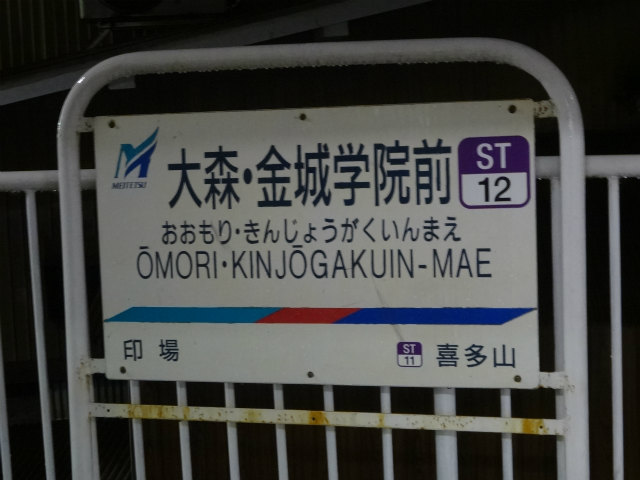 MEITETSU
大森・金城学院前
ST
12
おおもり・きんじょうがくいんまえ
ŌMORI・KINJŌGAKUIN-MAE
印場
ST
11
喜多山